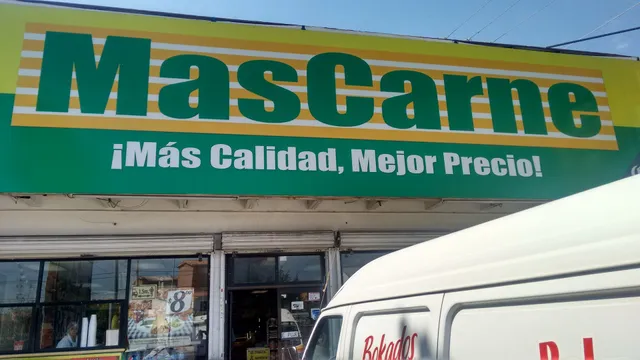 MasCarne
¡Más Calidad, Mejor Precio!
$8
Bokados